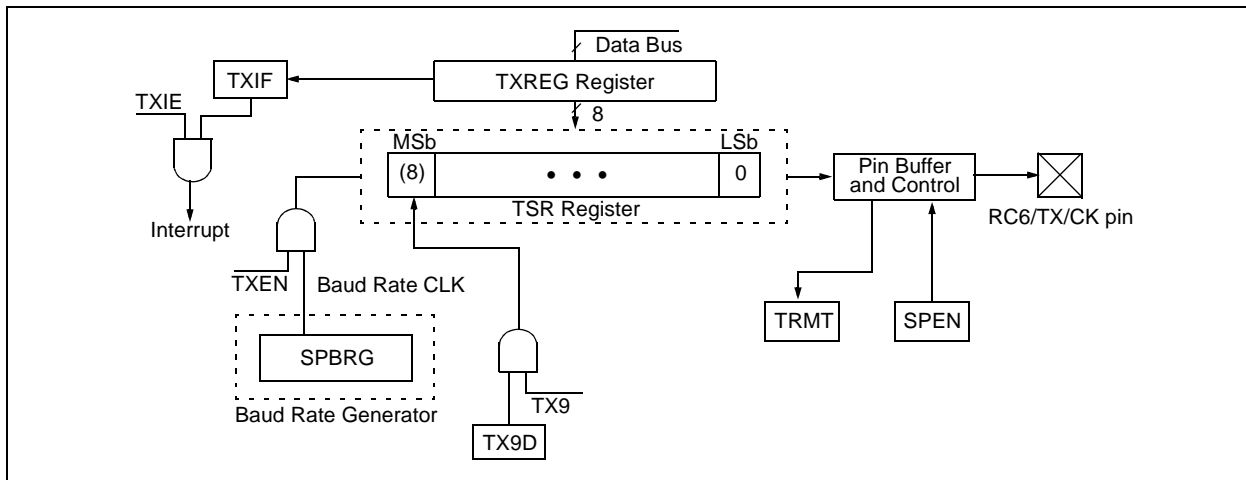 Data Bus
TXIF
TXREG Register
TXIE
8
MSb
LSb
(8)
• • •
0
Pin Buffer
and Control
TSR Register
Interrupt
RC6/TX/CK pin
TXEN
Baud Rate CLK
TRMT
SPEN
SPBRG
TX9
Baud Rate Generator
TX9D